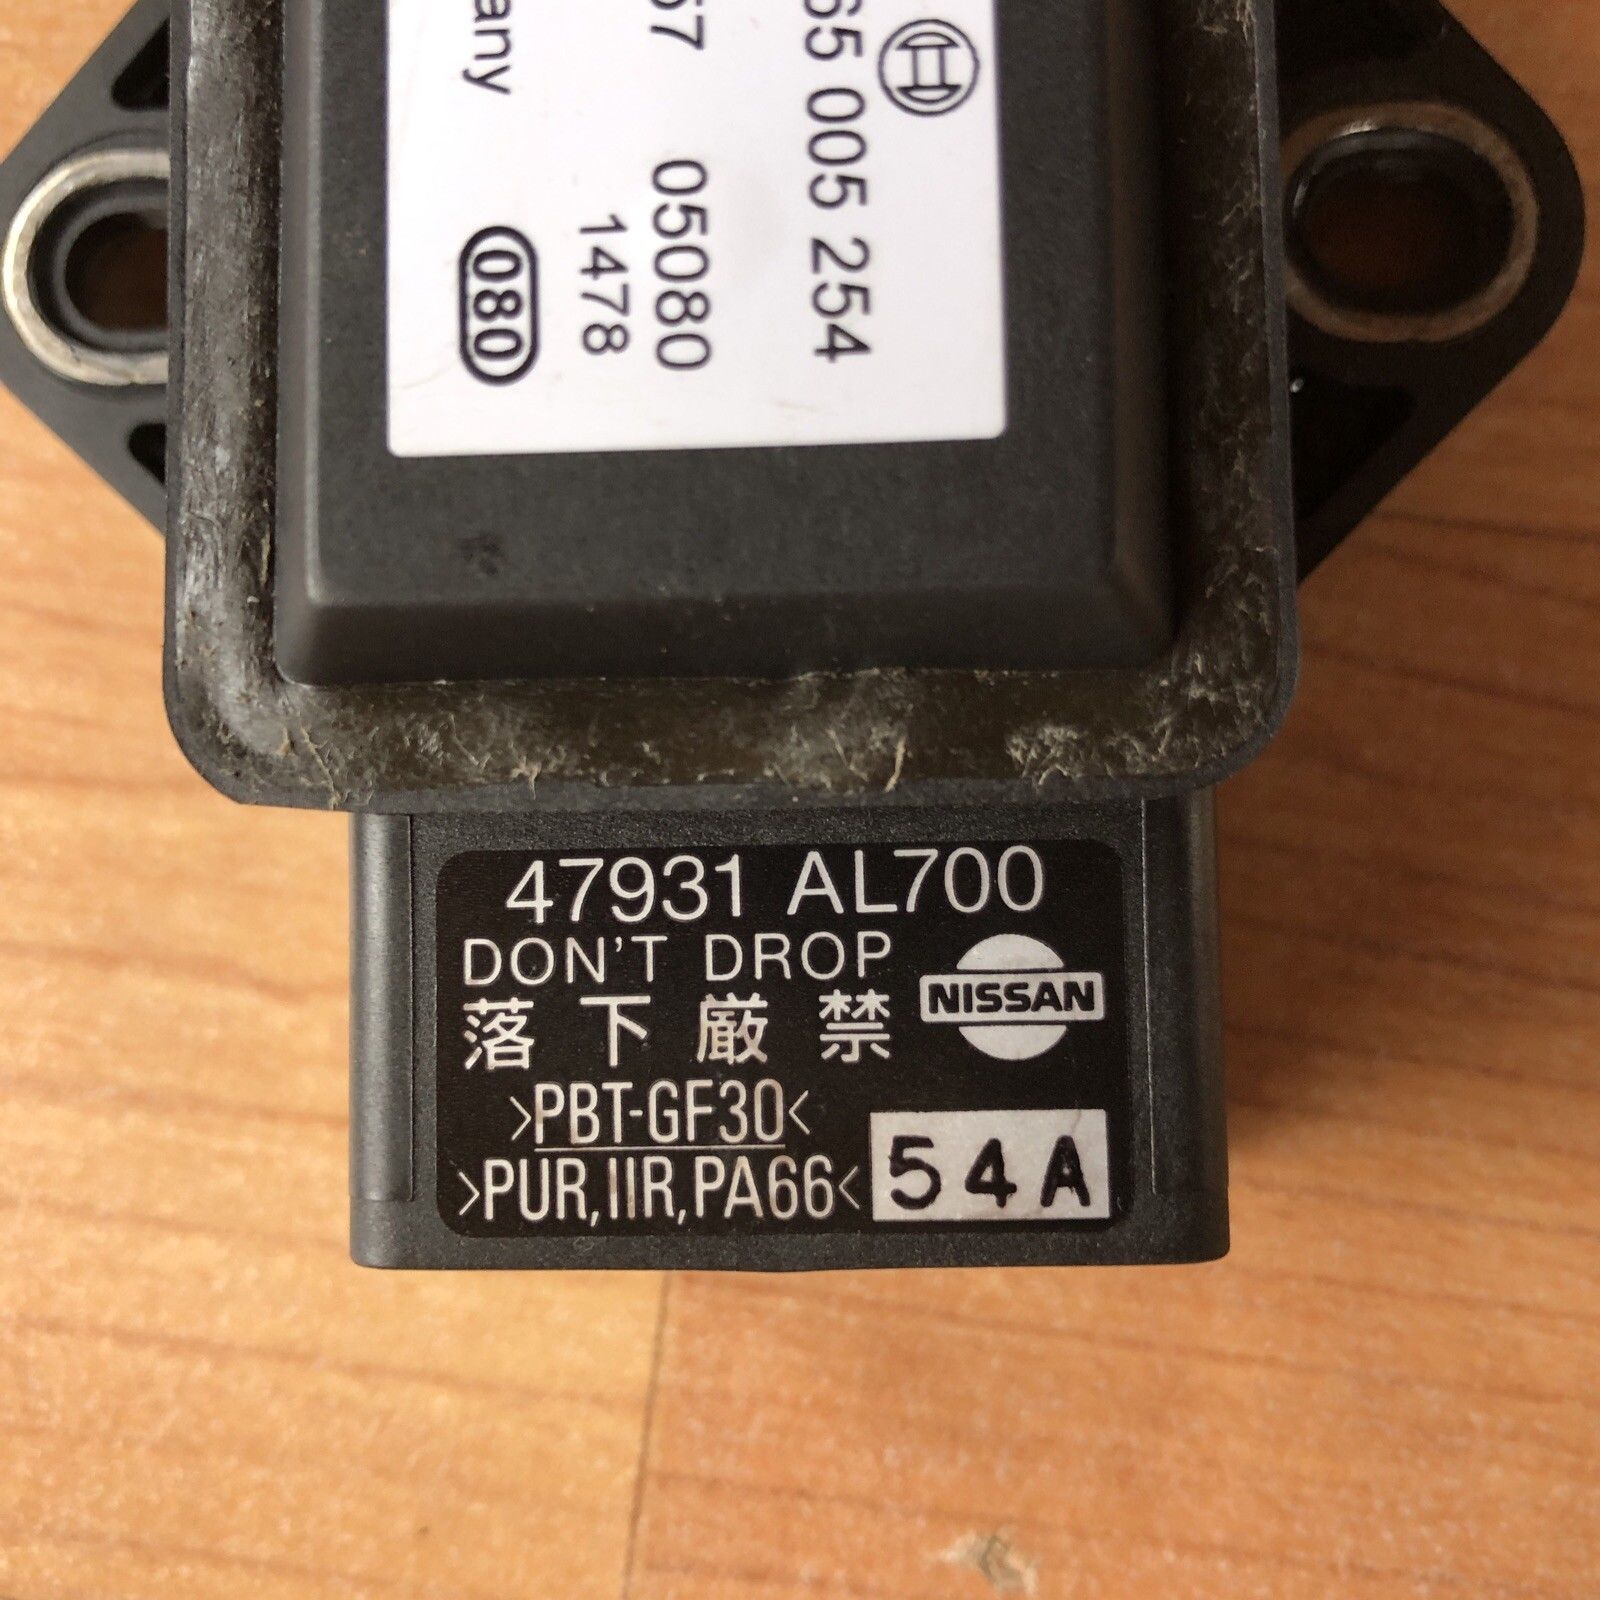 65 005 254
67 05080
1478
any
080
47931 AL700
DON'T DROP
落下厳禁
NISSAN
>PBT-GF30<
>PUR,IIR,PA66<
54A